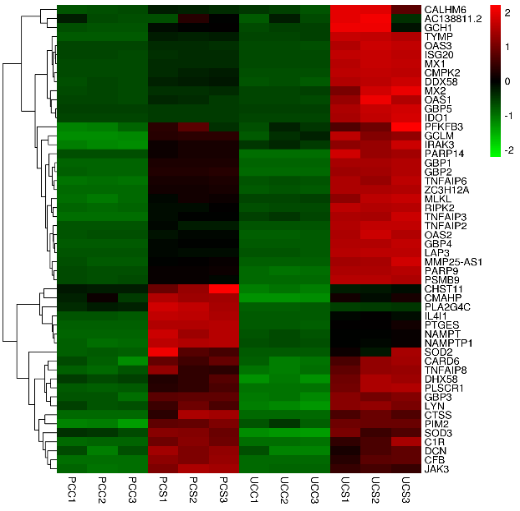 CALHM6
AC138811.2
GCH1
TYMP
OAS3
ISG20
MX1
CMPK2
DDX58
MX2
OAS1
GBP5
IDO1
PFKFB3
GCLM
IRAK3
PARP14
GBP1
GBP2
TNFAIP6
ZC3H12A
MLKL
RIPK2
TNFAIP3
TNFAIP2
OAS2
GBP4
LAP3
MMP25-AS1
PARP9
PSMB9
CHST11
CMAHP
PLA2G4C
IL4I1
PTGES
NAMPT
NAMPTP1
SOD2
CARD6
TNFAIP8
DHX58
PLSCR1
GBP3
LYN
CTSS
PIM2
SOD3
C1R
DCN
CFB
JAK3
PCC1 PCC2 PCC3 PCS1 PCS2 PCS3 UCC1 UCC2 UCC3 UCS1 UCS2 UCS3
2
1
0
-1
-2